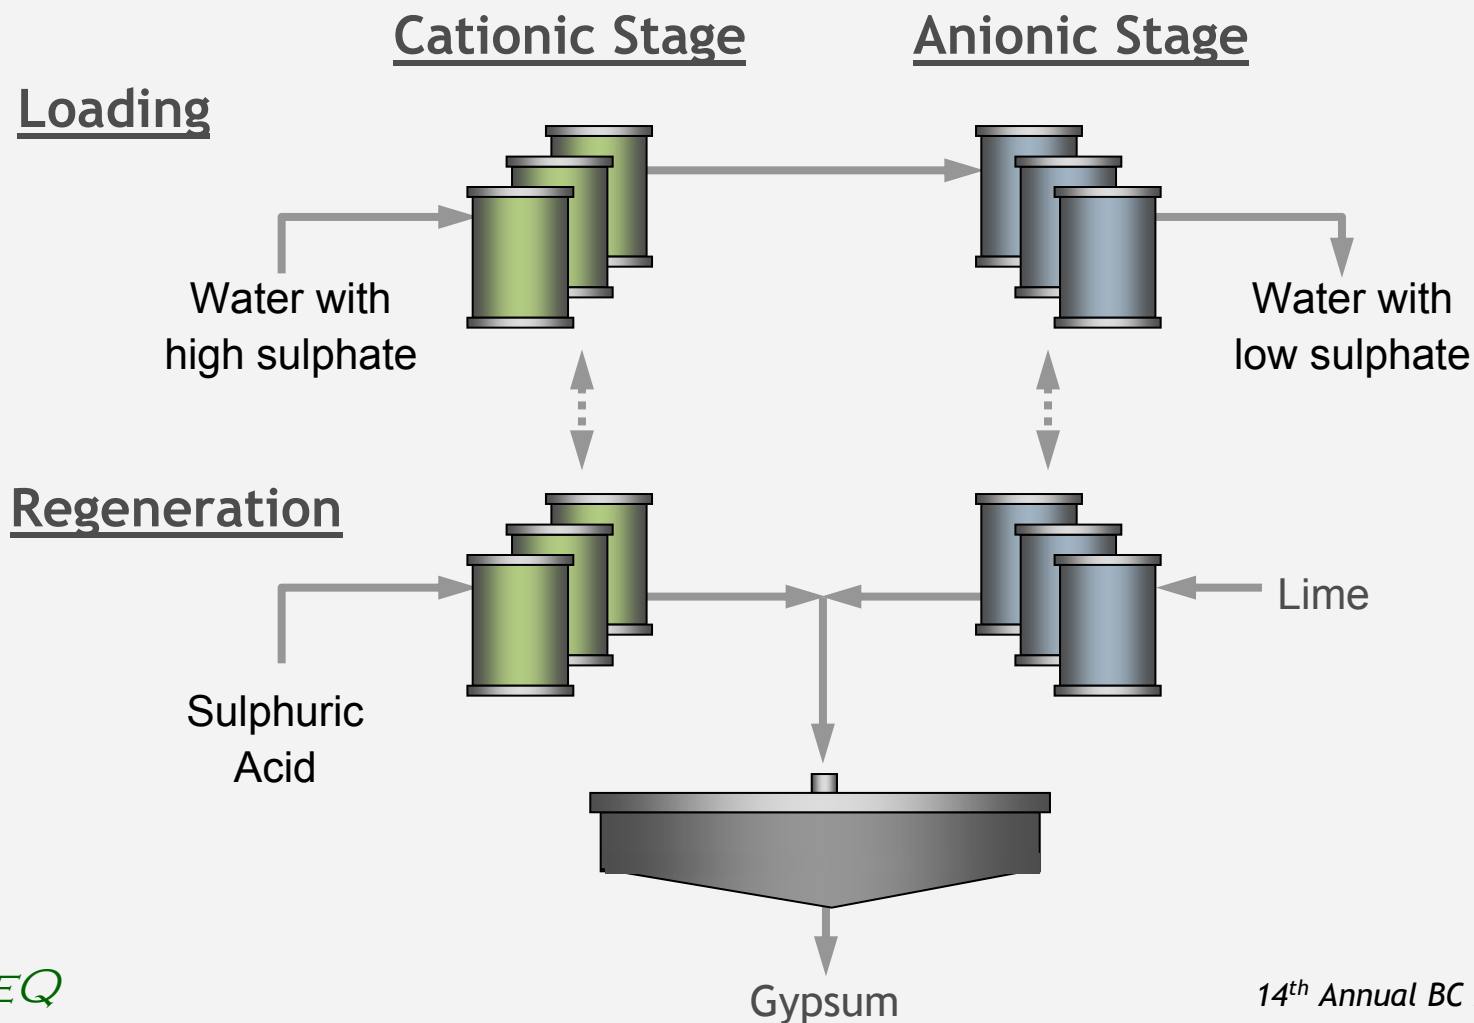 Cationic Stage
Anionic Stage
Loading
Water with
high sulphate
Water with
low sulphate
Regeneration
Lime
Sulphuric
Acid
Gypsum
EQ
14th Annual BC